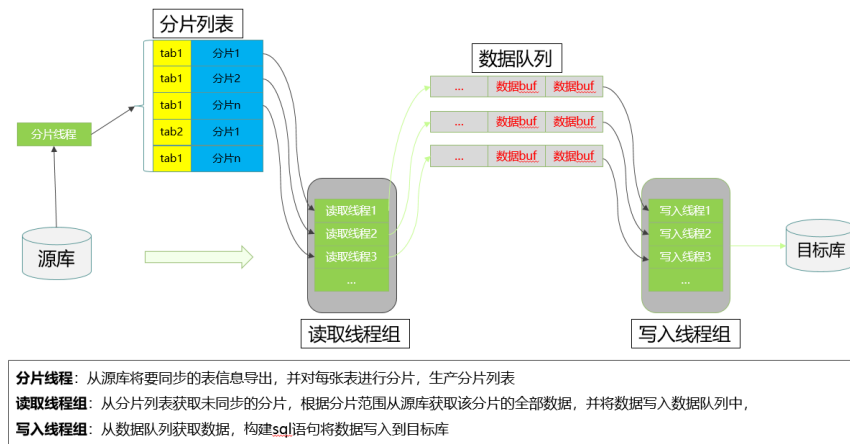 分片列表
tab1 分片1
tab1 分片2
tab1 分片n
tab2 分片1
tab1 分片n
分片线程
源库
数据队列
... 数据buf 数据buf
... 数据buf 数据buf
... 数据buf 数据buf
读取线程1
读取线程2
读取线程3
...
读取线程组
写入线程1
写入线程2
写入线程3
...
写入线程组
目标库
分片线程：从源库将要同步的表信息导出，并对每张表进行分片，生产分片列表
读取线程组：从分片列表获取未同步的分片，根据分片范围从源库获取该分片的全部数据，并将数据写入数据队列中，
写入线程组：从数据队列获取数据，构建sql语句将数据写入到目标库